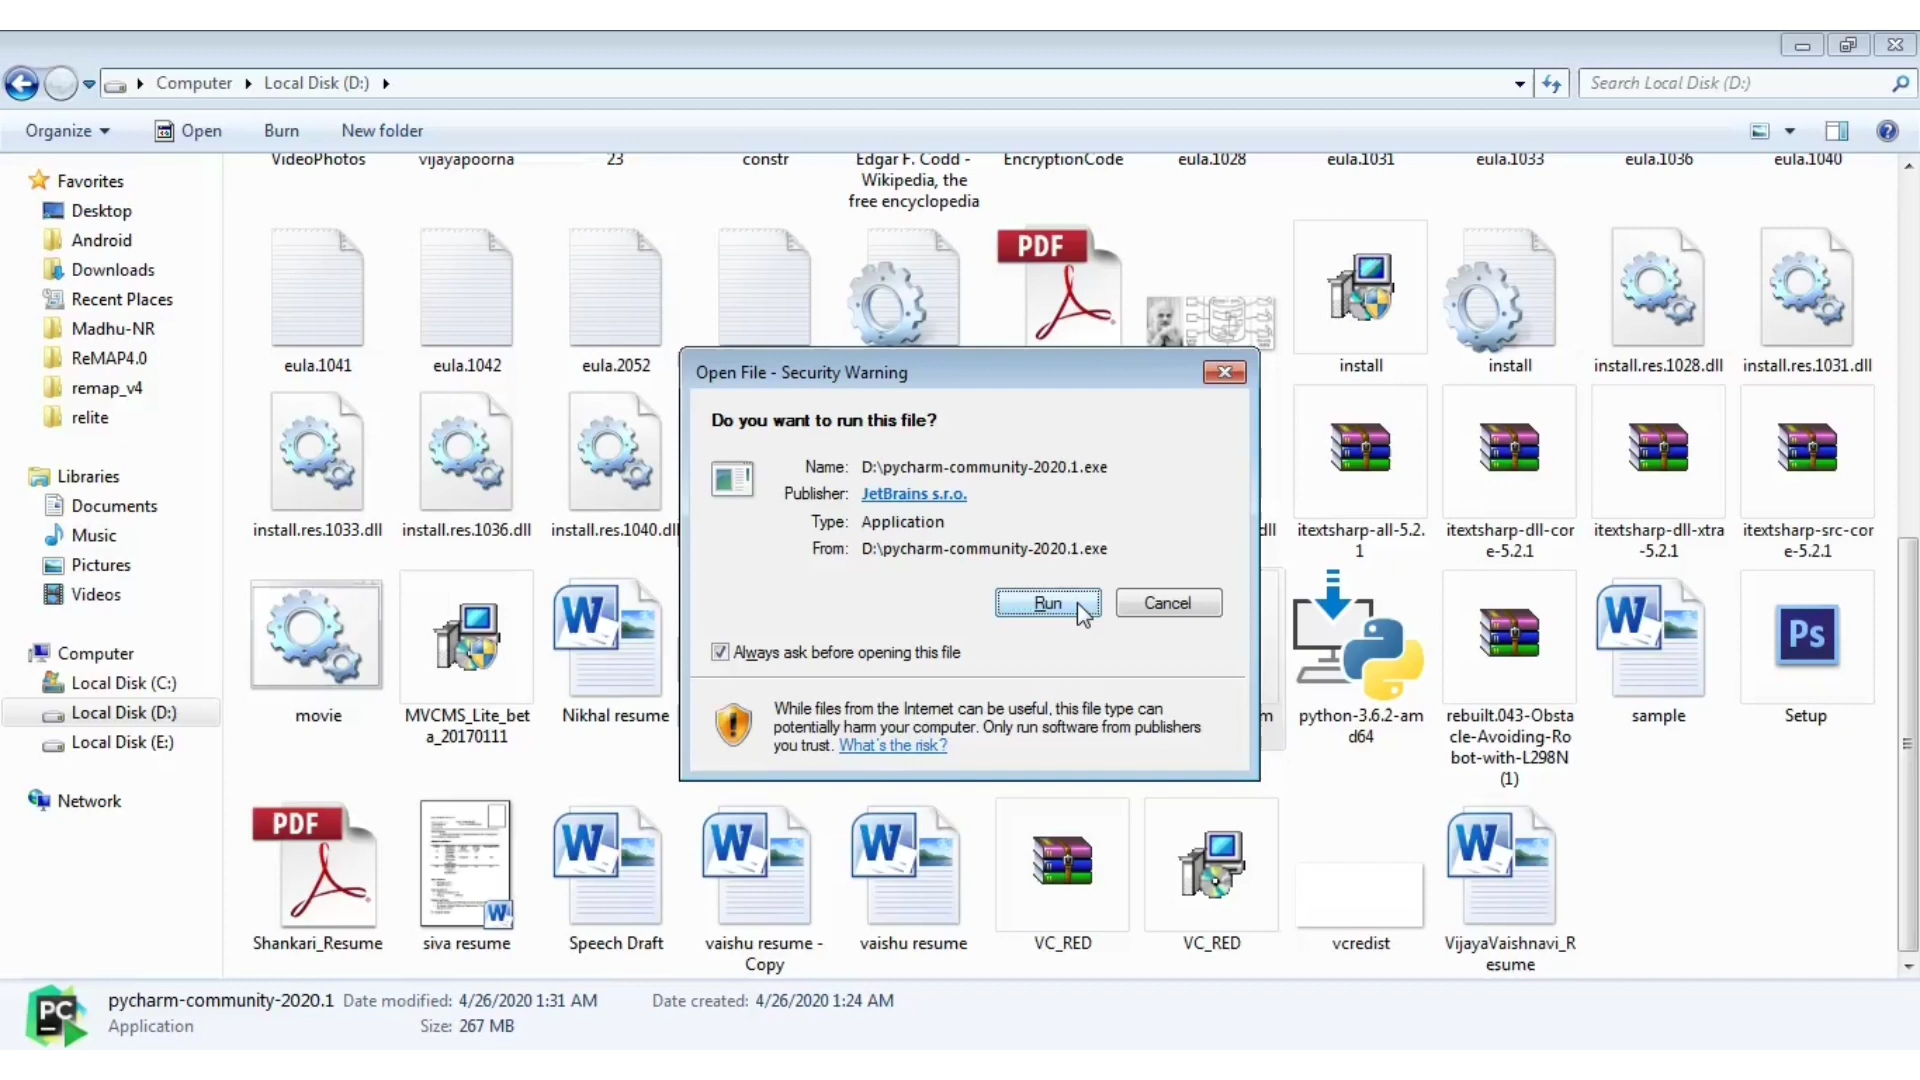 Computer
Local Disk (D:)
Search Local Disk (D:)
Organize
Open
Burn
New folder
Favorites
Desktop
Android
Downloads
Recent Places
Madhu-NR
ReMAP4.0
remap_v4
relite
Libraries
Documents
Music
Pictures
Videos
Computer
Local Disk (C:)
Local Disk (D:)
Local Disk (E:)
Network
VideoPhotos
vijayapoorna
23
constr
Edgar F. Codd -
Wikipedia, the
free encyclopedia
EncryptionCode
eula.1028
eula.1031
eula.1033
eula.1036
eula.1040
PDF
eula.1041
eula.1042
eula.2052
install
install
install.res.1028.dll
install.res.1031.dll
install.res.1033.dll
install.res.1036.dll
install.res.1040.dll
dll
itextsharp-all-5.2.
1
itextsharp-dll-cor
e-5.2.1
itextsharp-dll-xtra
-5.2.1
itextsharp-src-cor
e-5.2.1
Open File - Security Warning
Do you want to run this file?
Name: D:\pycharm-community-2020.1.exe
Publisher: JetBrains s.r.o.
Type: Application
From: D:\pycharm-community-2020.1.exe
Run
Cancel
Always ask before opening this file
While files from the Internet can be useful, this file type can
potentially harm your computer. Only run software from publishers
you trust. What's the risk?
movie
MVCMS_Lite_bet
a_20170111
W
Nikhal resume
m
python-3.6.2-am
d64
rebuilt.043-Obsta
cle-Avoiding-Ro
bot-with-L298N
(1)
W
sample
Ps
Setup
PDF
Shankari_Resume
W
siva resume
W
Speech Draft
W
vaishu resume -
Copy
W
vaishu resume
VC_RED
VC_RED
vcredist
W
VijayaVaishnavi_R
esume
PC
pycharm-community-2020.1
Date modified: 4/26/2020 1:31 AM
Date created: 4/26/2020 1:24 AM
Application
Size: 267 MB